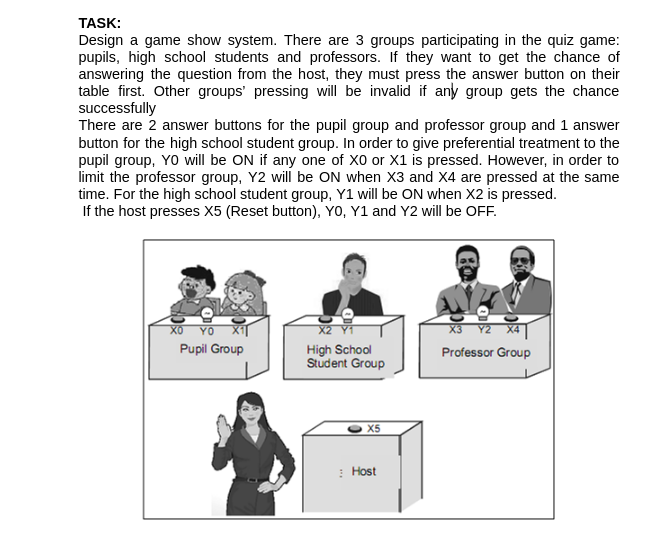 TASK:
Design a game show system. There are 3 groups participating in the quiz game:
pupils, high school students and professors. If they want to get the chance of
answering the question from the host, they must press the answer button on their
table first. Other groups' pressing will be invalid if any group gets the chance
successfully
There are 2 answer buttons for the pupil group and professor group and 1 answer
button for the high school student group. In order to give preferential treatment to the
pupil group, Y0 will be ON if any one of X0 or X1 is pressed. However, in order to
limit the professor group, Y2 will be ON when X3 and X4 are pressed at the same
time. For the high school student group, Y1 will be ON when X2 is pressed.
If the host presses X5 (Reset button), Y0, Y1 and Y2 will be OFF.
X0 Y0 X1
Pupil Group
X2 Y1
High School
Student Group
X3 Y2 X4
Professor Group
X5
Host